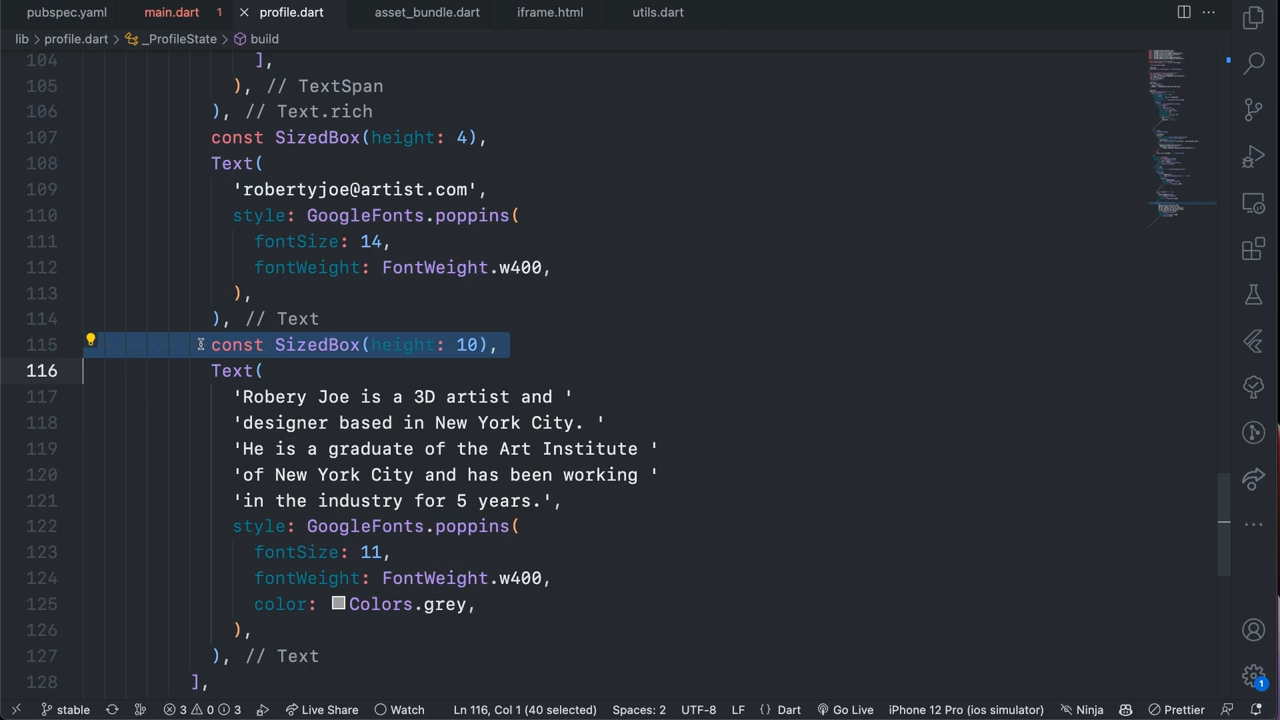 pubspec.yaml main.dart 1 profile.dart asset_bundle.dart iframe.html utils.dart
lib > profile.dart > _ProfileState > build
104 ],
105 ), // TextSpan
106 ), // Text.rich
107 const SizedBox(height: 4),
108 Text(
109 'robertyjoe@artist.com',
110 style: GoogleFonts.poppins(
111 fontSize: 14,
112 fontWeight: FontWeight.w400,
113 ),
114 ), // Text
115 const SizedBox(height: 10),
116 Text(
117 'Robery Joe is a 3D artist and '
118 'designer based in New York City. '
119 'He is a graduate of the Art Institute '
120 'of New York City and has been working '
121 'in the industry for 5 years.',
122 style: GoogleFonts.poppins(
123 fontSize: 11,
124 fontWeight: FontWeight.w400,
125 color: Colors.grey,
126 ),
127 ), // Text
128 ],
1
stable 3 0 3 Live Share Watch Ln 116, Col 1 (40 selected) Spaces: 2 UTF-8 LF {} Dart Go Live iPhone 12 Pro (ios simulator) Ninja Prettier